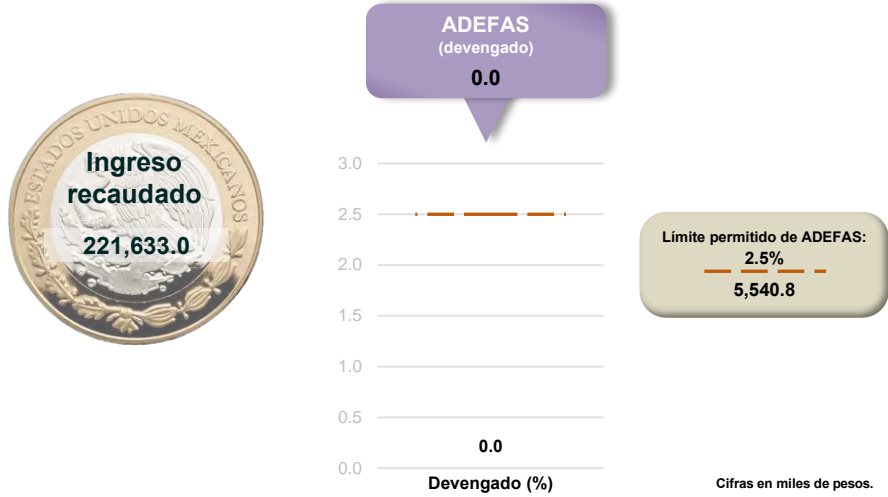 ADEFAS
(devengado)
0.0
ESTADOS UNIDOS MEXICANOS
Ingreso
recaudado
221,633.0
3.0
2.5
2.0
1.5
1.0
0.5
0.0
0.0
Devengado (%)
Límite permitido de ADEFAS:
2.5%
5,540.8
Cifras en miles de pesos.